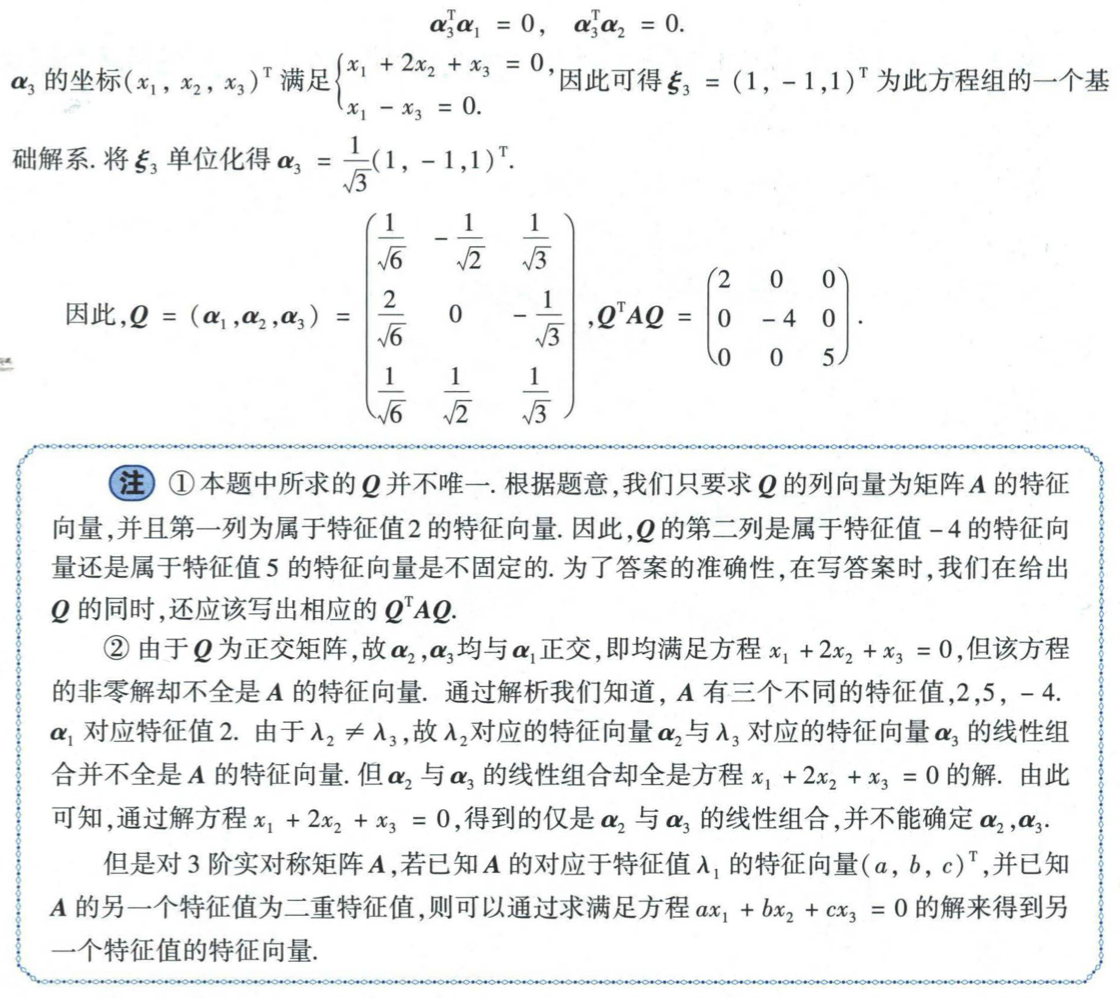 α₃ᵀα₁ = 0, α₃ᵀα₂ = 0.
α₃ 的坐标(x₁, x₂, x₃)ᵀ 满足{x₁ + 2x₂ + x₃ = 0, x₁ - x₃ = 0. 因此可得 ξ₃ = (1, -1,1)ᵀ 为此方程组的一个基
础解系. 将 ξ₃ 单位化得 α₃ = 1/√3 (1, -1,1)ᵀ.
因此, Q = (α₁,α₂,α₃) = (1/√6 -1/√2 1/√3; 2/√6 0 -1/√3; 1/√6 1/√2 1/√3), QᵀAQ = (2 0 0; 0 -4 0; 0 0 5).
注 ①本题中所求的 Q 并不唯一. 根据题意,我们只要求 Q 的列向量为矩阵 A 的特征
向量,并且第一列为属于特征值2 的特征向量. 因此,Q 的第二列是属于特征值 -4 的特征向
量还是属于特征值 5 的特征向量是不固定的. 为了答案的准确性,在写答案时,我们在给出
Q 的同时,还应该写出相应的 QᵀAQ.
② 由于 Q 为正交矩阵,故 α₂,α₃均与 α₁正交,即均满足方程 x₁ + 2x₂ + x₃ = 0,但该方程
的非零解却不全是 A 的特征向量. 通过解析我们知道, A 有三个不同的特征值,2,5, -4.
α₁ 对应特征值 2. 由于 λ₂ ≠ λ₃,故 λ₂对应的特征向量 α₂与 λ₃ 对应的特征向量 α₃ 的线性组
合并不全是 A 的特征向量. 但 α₂ 与 α₃ 的线性组合却全是方程 x₁ + 2x₂ + x₃ = 0 的解. 由此
可知,通过解方程 x₁ + 2x₂ + x₃ = 0,得到的仅是 α₂ 与 α₃ 的线性组合,并不能确定 α₂,α₃.
但是对 3 阶实对称矩阵 A,若已知 A 的对应于特征值 λ₁ 的特征向量(a, b, c)ᵀ,并已知
A 的另一个特征值为二重特征值,则可以通过求满足方程 ax₁ + bx₂ + cx₃ = 0 的解来得到另
一个特征值的特征向量.